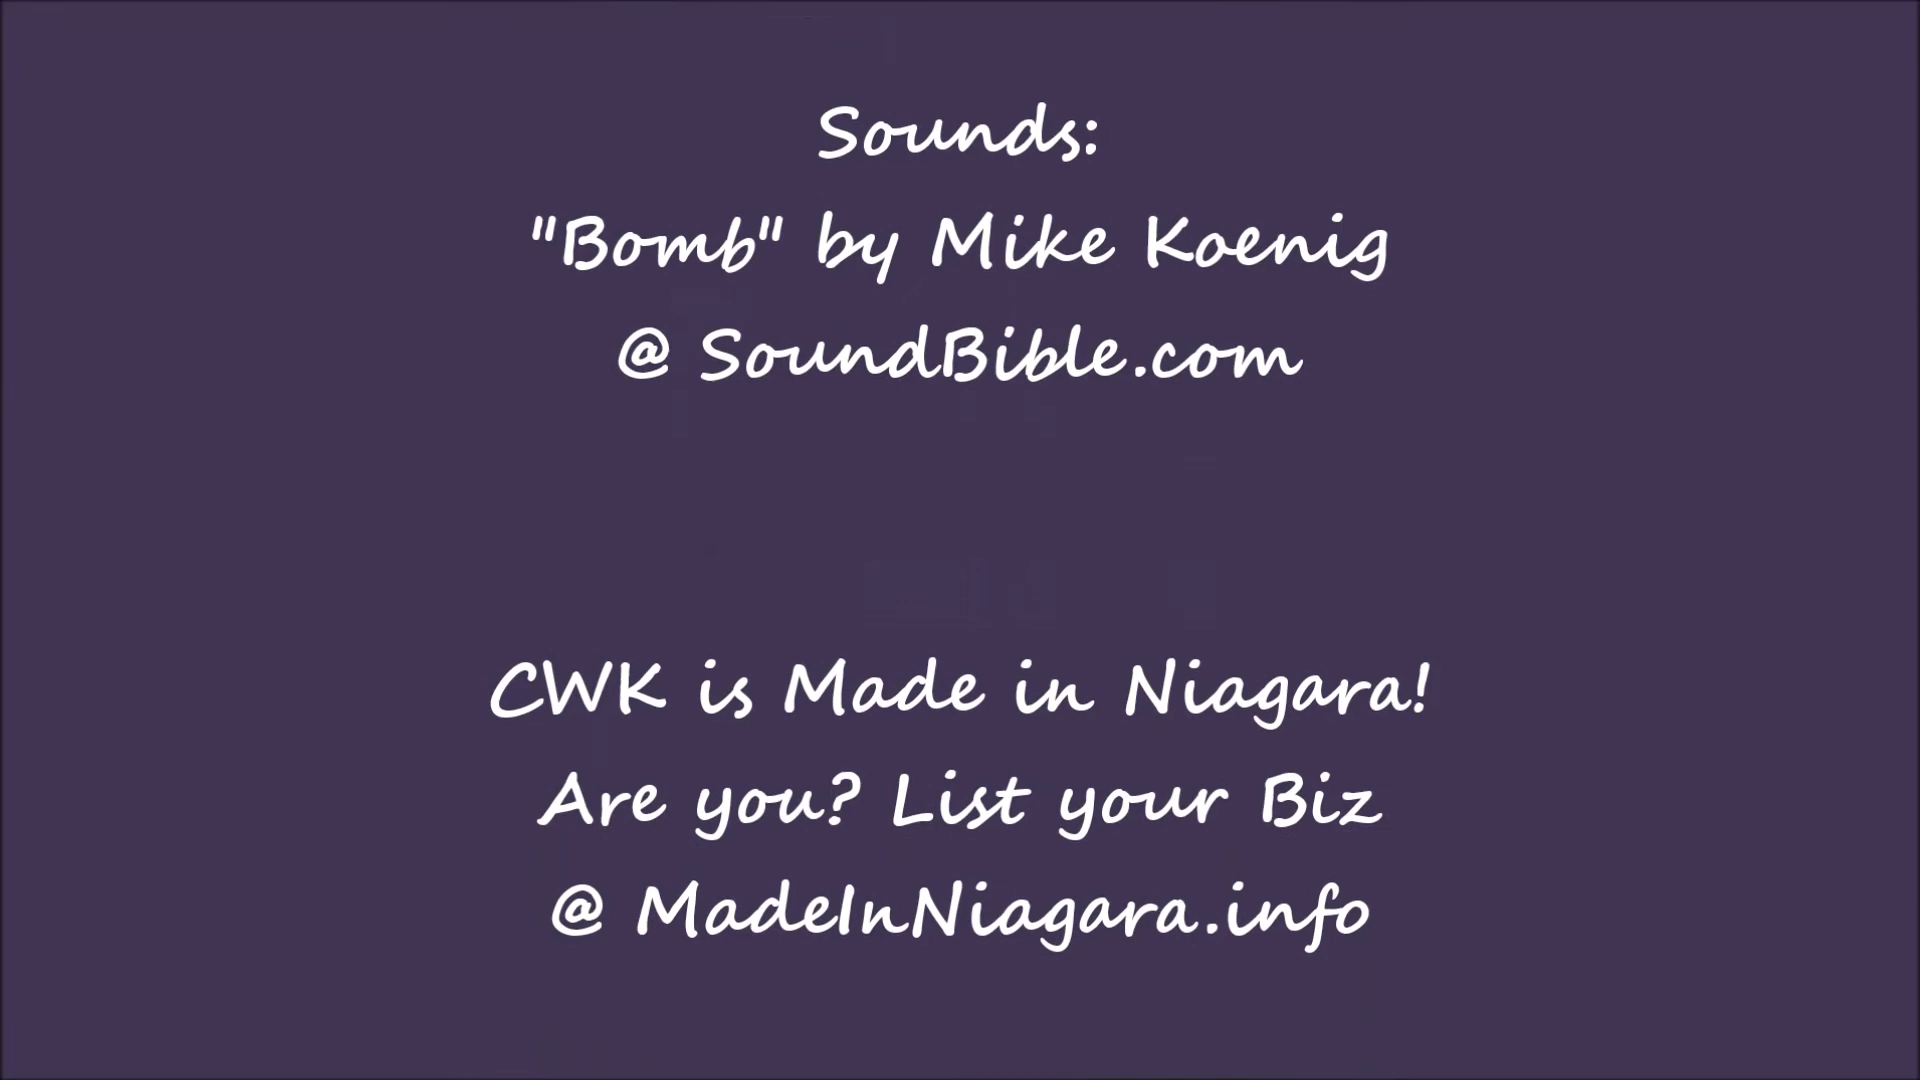 Sounds:
"Bomb" by Mike Koenig
@ SoundBible.com
CWK is Made in Niagara!
Are you? List your Biz
@ MadeInNiagara.info